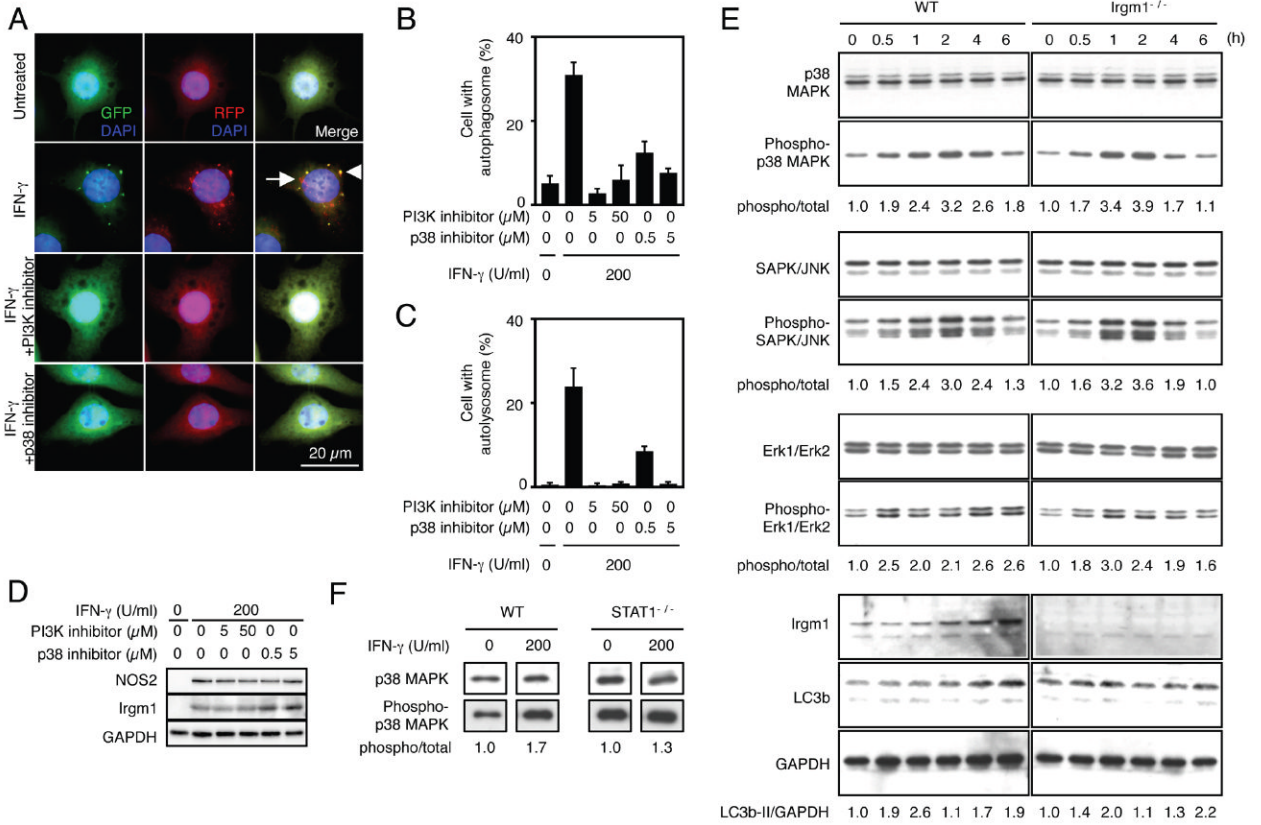 A
Untreated
GFP
DAPI
RFP
DAPI
Merge
IFN-γ
IFN-γ
+PI3K inhibitor
IFN-γ
+p38 inhibitor
20 µm
B
Cell with
autophagosome (%)
40
20
0
PI3K inhibitor (µM) 0 0 5 50 0 0
p38 inhibitor (µM) 0 0 0 0 0.5 5
IFN-γ (U/ml) 0 200
C
Cell with
autolysosome (%)
40
20
0
PI3K inhibitor (µM) 0 0 5 50 0 0
p38 inhibitor (µM) 0 0 0 0 0.5 5
IFN-γ (U/ml) 0 200
D
IFN-γ (U/ml) 0 200
PI3K inhibitor (µM) 0 0 5 50 0 0
p38 inhibitor (µM) 0 0 0 0 0.5 5
NOS2
Irgm1
GAPDH
F
WT STAT1-/-
IFN-γ (U/ml) 0 200 0 200
p38 MAPK
Phospho-
p38 MAPK
phospho/total 1.0 1.7 1.0 1.3
E
WT Irgm1-/-
0 0.5 1 2 4 6 0 0.5 1 2 4 6 (h)
p38
MAPK
Phospho-
p38 MAPK
phospho/total 1.0 1.9 2.4 3.2 2.6 1.8 1.0 1.7 3.4 3.9 1.7 1.1
SAPK/JNK
Phospho-
SAPK/JNK
phospho/total 1.0 1.5 2.4 3.0 2.4 1.3 1.0 1.6 3.2 3.6 1.9 1.0
Erk1/Erk2
Phospho-
Erk1/Erk2
phospho/total 1.0 2.5 2.0 2.1 2.6 2.6 1.0 1.8 3.0 2.4 1.9 1.6
Irgm1
LC3b
GAPDH
LC3b-II/GAPDH 1.0 1.9 2.6 1.1 1.7 1.9 1.0 1.4 2.0 1.1 1.3 2.2